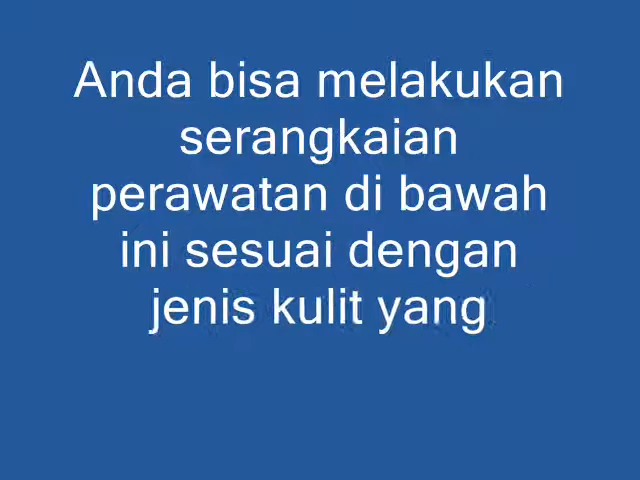 Anda bisa melakukan
serangkaian
perawatan di bawah
ini sesuai dengan
jenis kulit yang